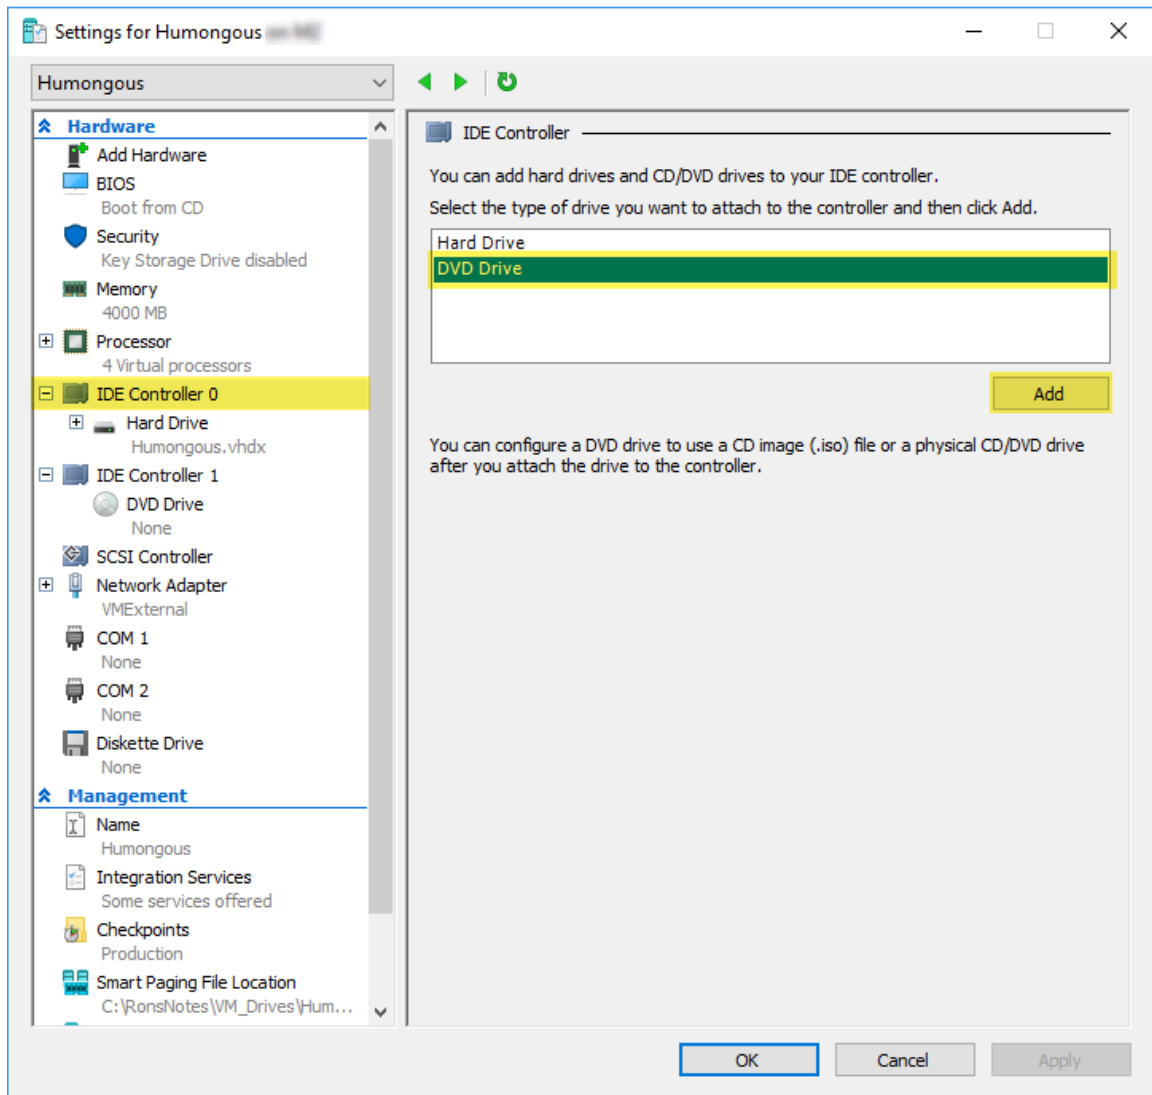 Settings for Humongous
Humongous
Hardware
Add Hardware
BIOS
Boot from CD
Security
Key Storage Drive disabled
Memory
4000 MB
Processor
4 Virtual processors
IDE Controller 0
Hard Drive
Humongous.vhdx
IDE Controller 1
DVD Drive
None
SCSI Controller
Network Adapter
VMExternal
COM 1
None
COM 2
None
Diskette Drive
None
Management
Name
Humongous
Integration Services
Some services offered
Checkpoints
Production
Smart Paging File Location
C:\RonsNotes\VM_Drives\Hum...
IDE Controller
You can add hard drives and CD/DVD drives to your IDE controller.
Select the type of drive you want to attach to the controller and then click Add.
Hard Drive
DVD Drive
Add
You can configure a DVD drive to use a CD image (.iso) file or a physical CD/DVD drive
after you attach the drive to the controller.
OK
Cancel
Apply